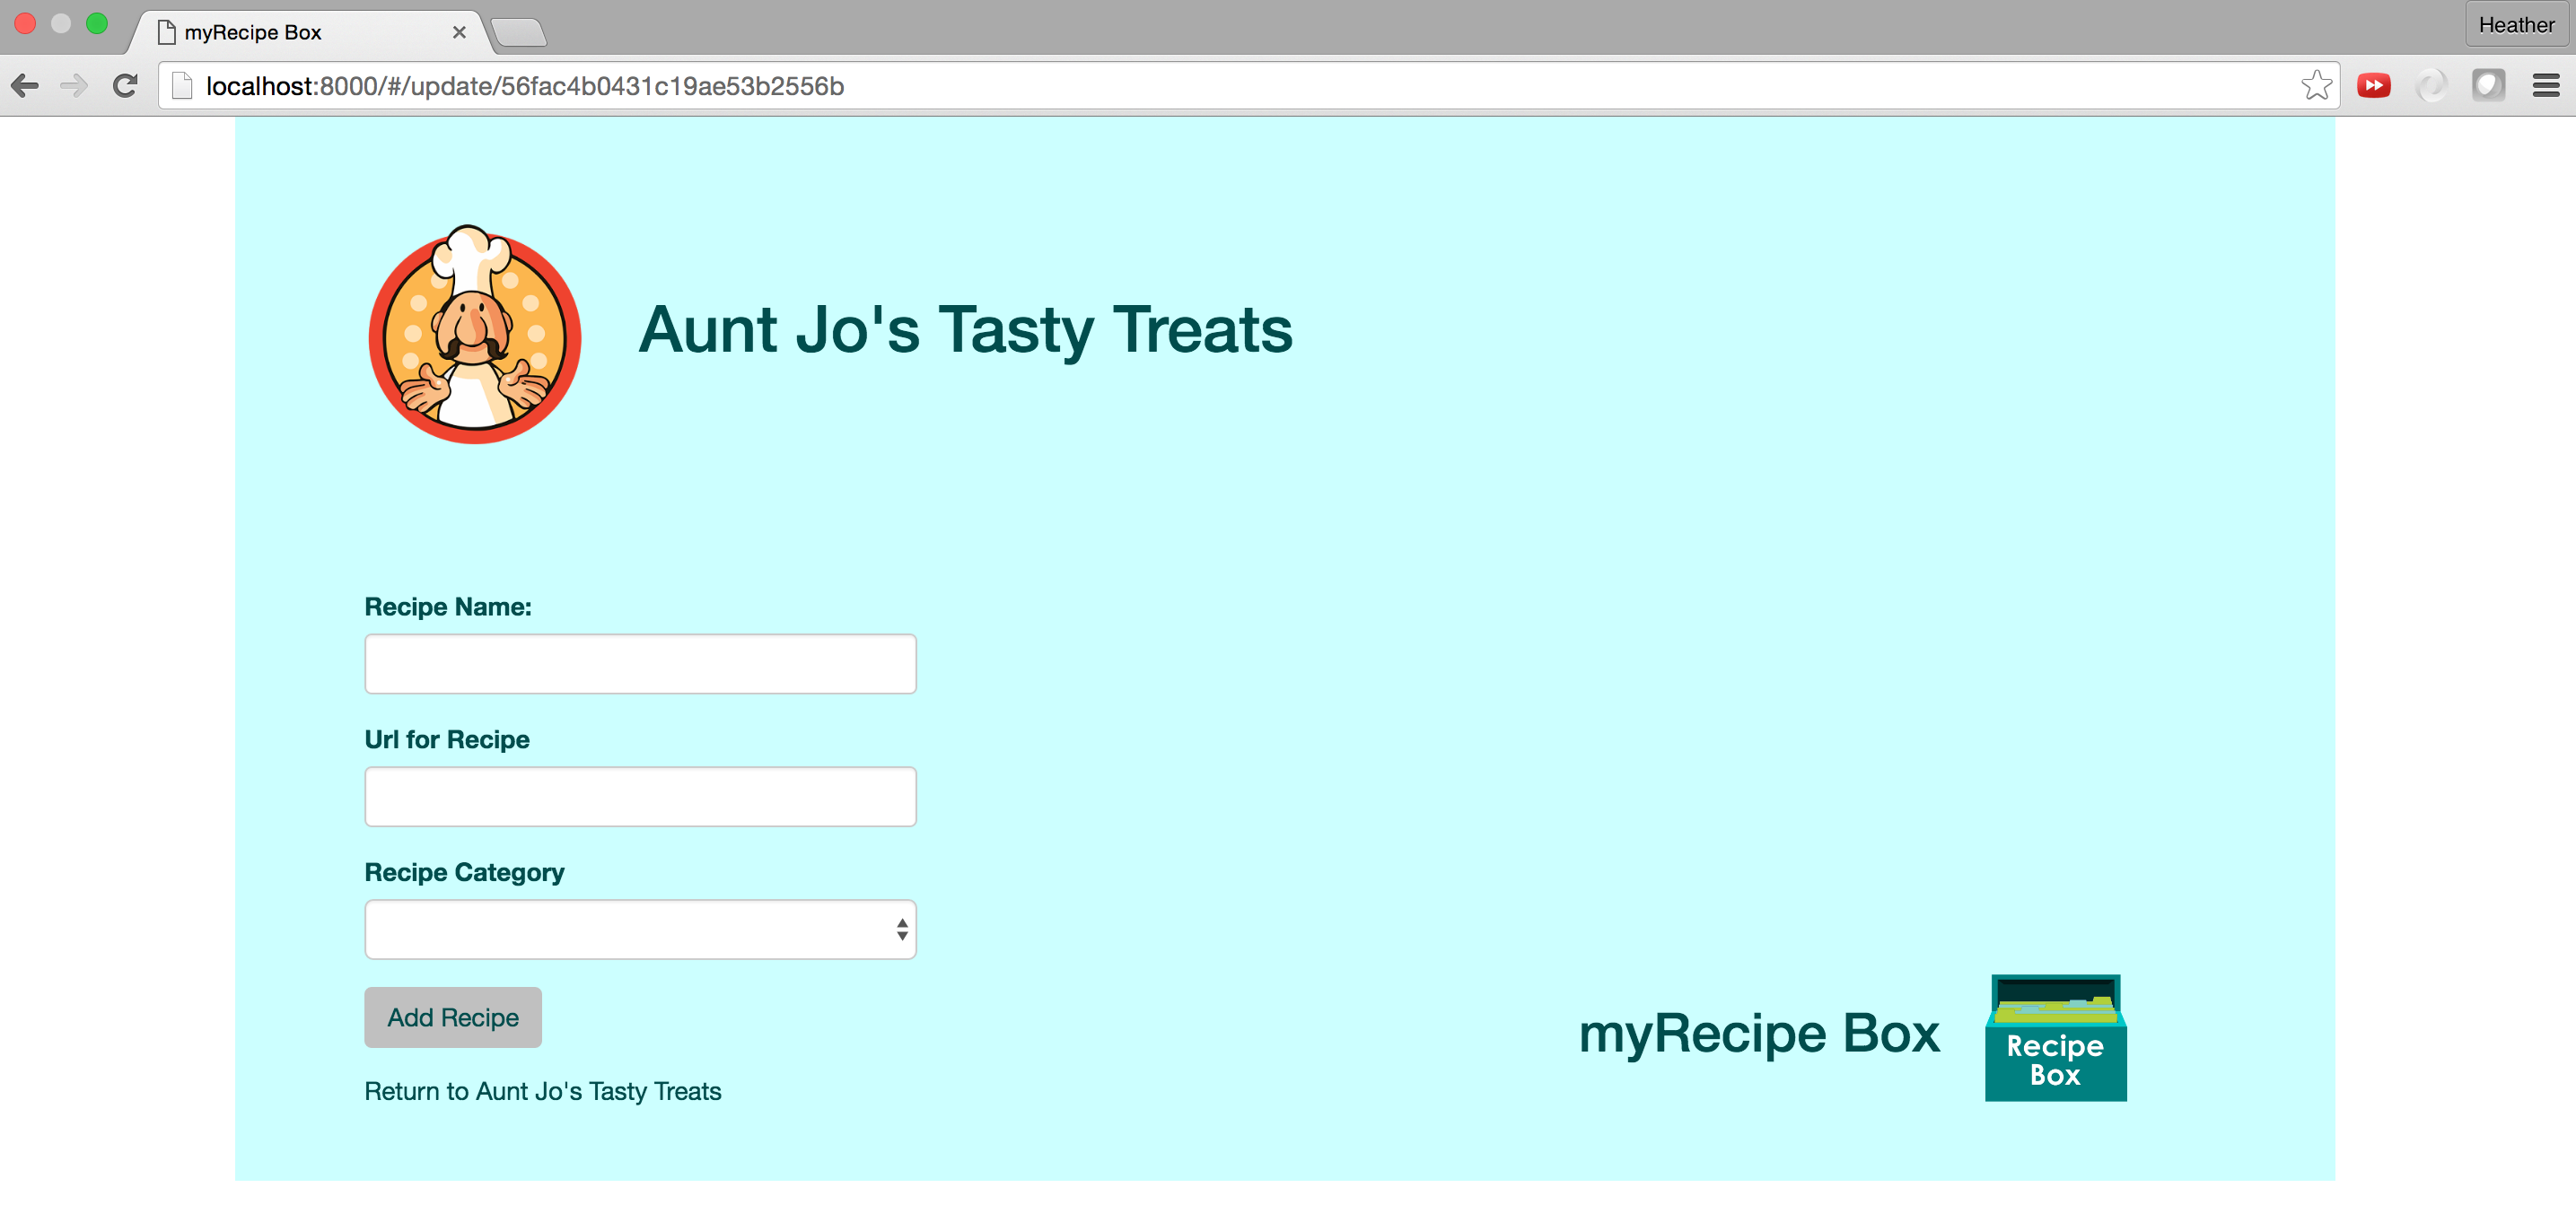 myRecipe Box
Heather
localhost:8000/#/update/56fac4b0431c19ae53b2556b
Aunt Jo's Tasty Treats
Recipe Name:
Url for Recipe
Recipe Category
Add Recipe
Return to Aunt Jo's Tasty Treats
myRecipe Box
Recipe
Box